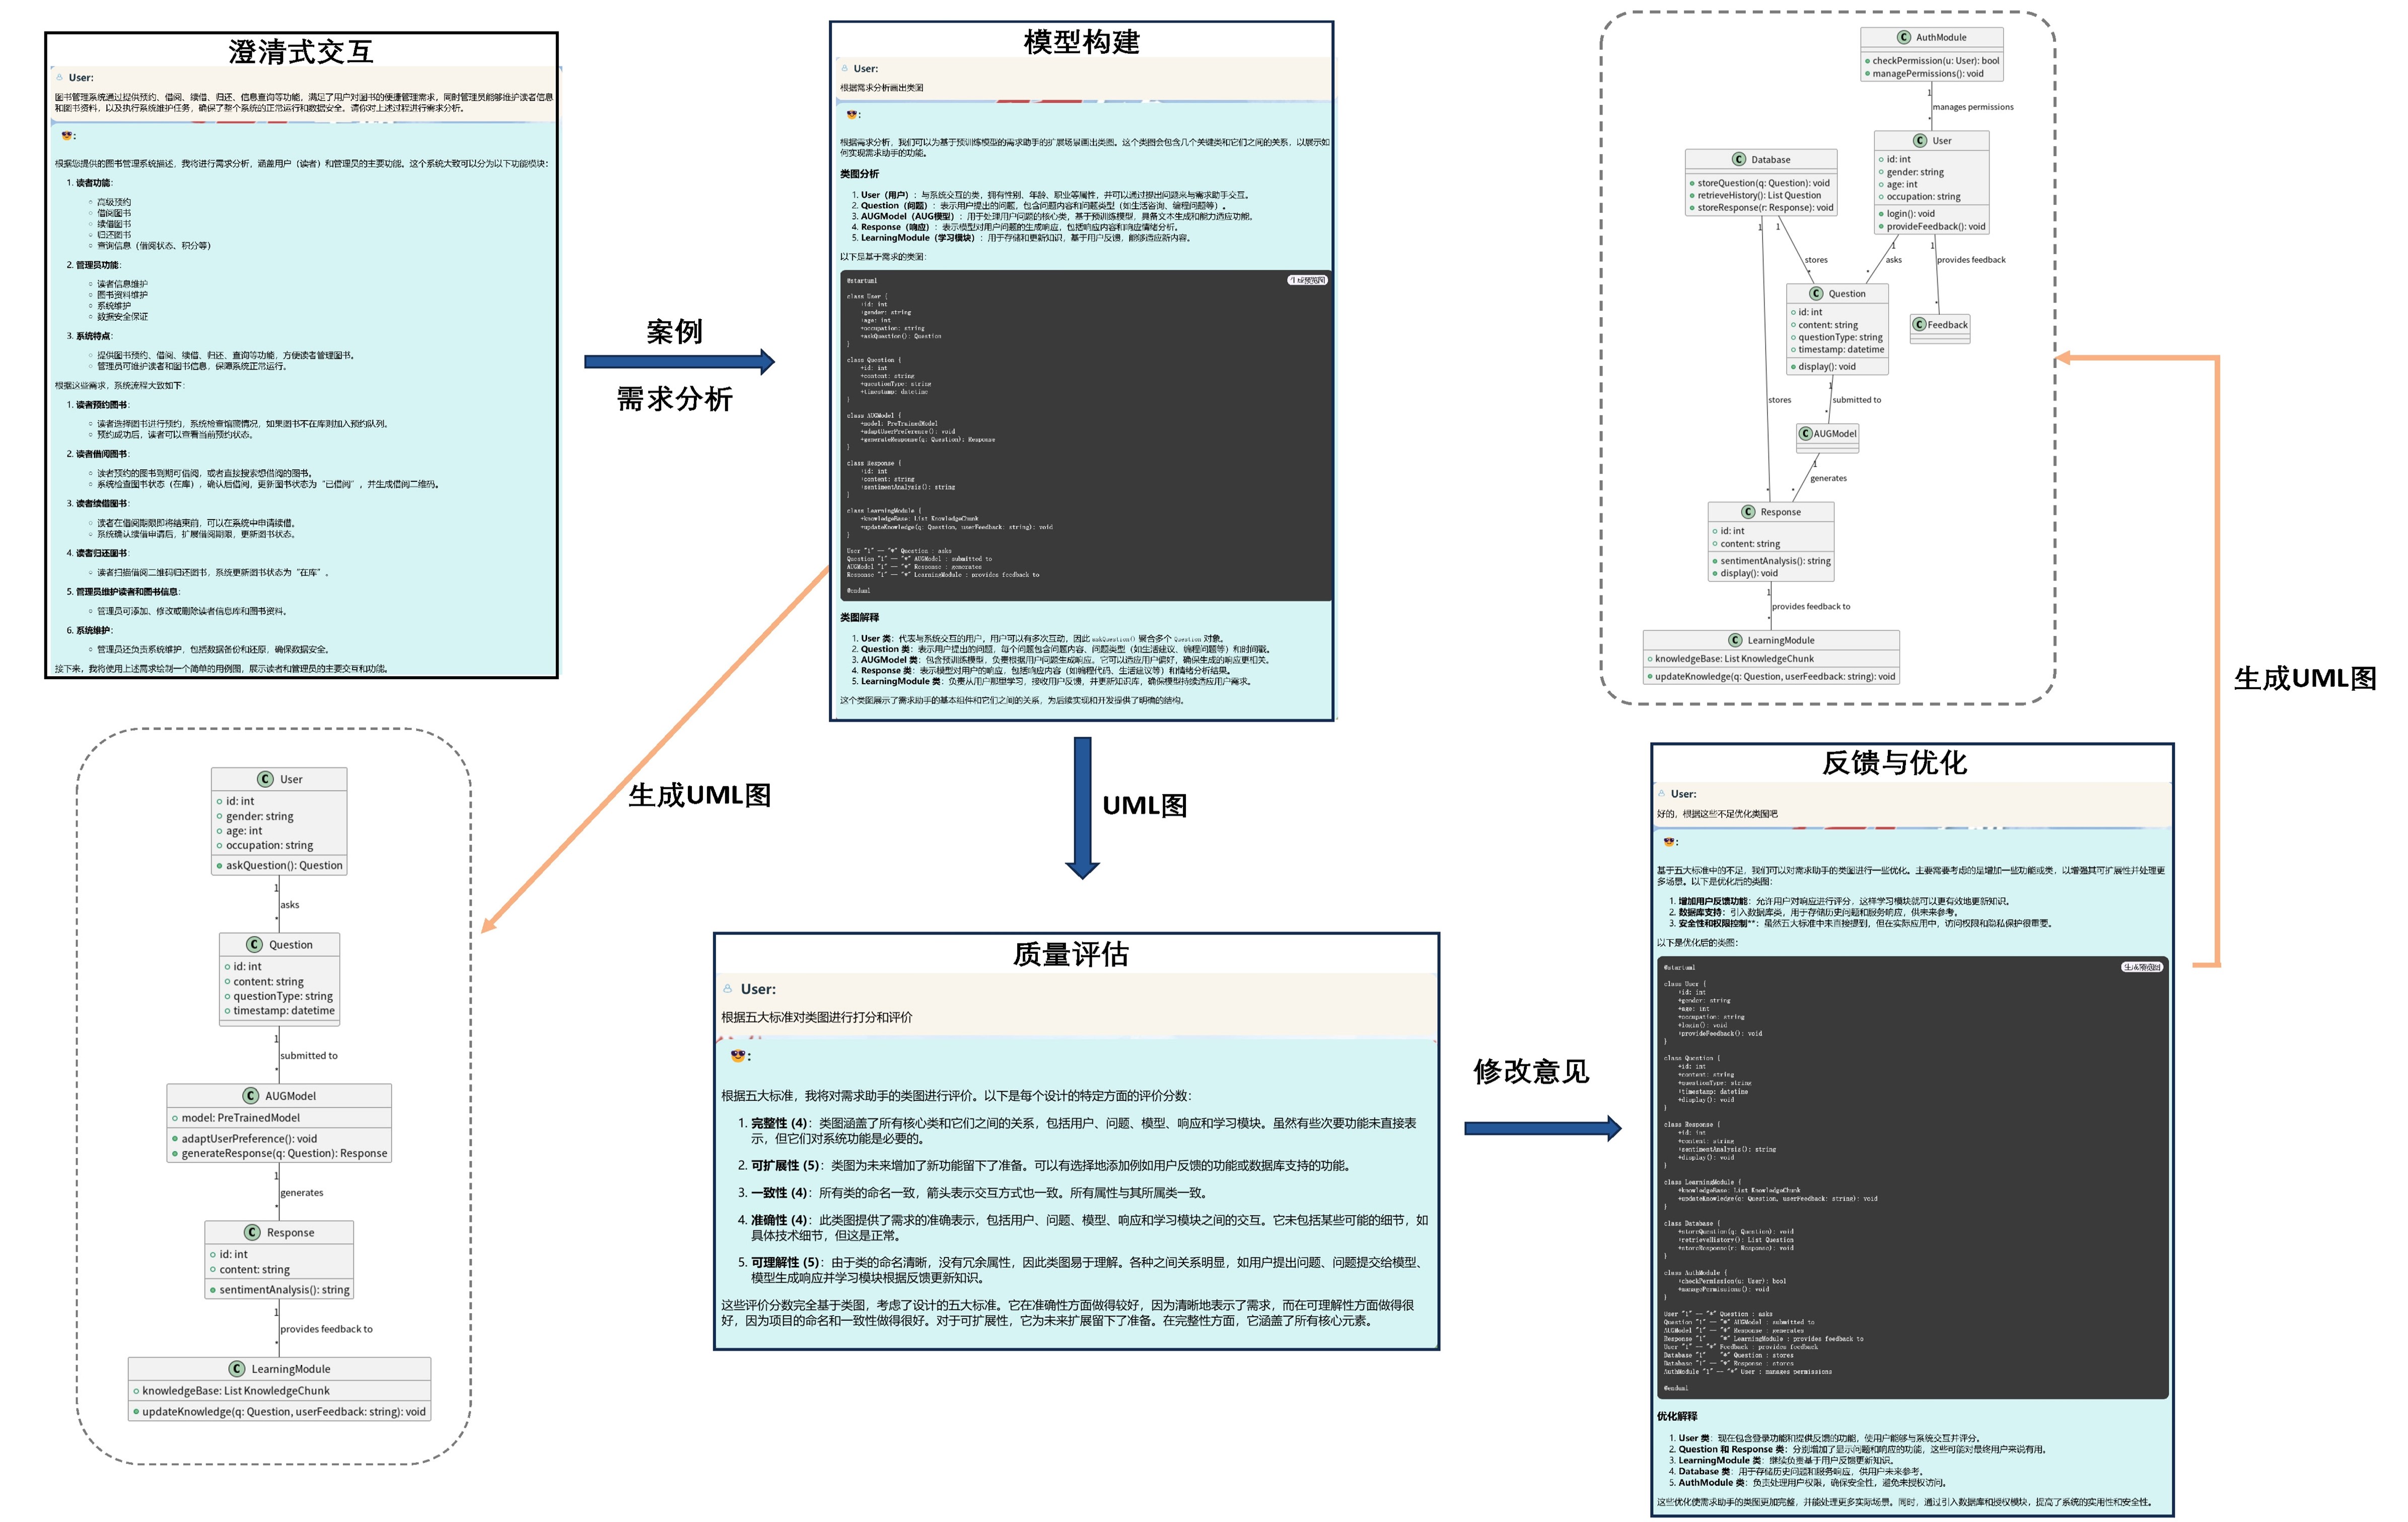 澄清式交互
User:
图书管理系统通过提供预约、借阅、续借、归还、信息查询等功能，满足了用户对图书的便捷管理需求，同时管理员能够维护读者信息
和图书资料，以及执行系统维护任务，确保了整个系统的正常运行和数据安全。请你对上述过程进行需求分析。
😎:
根据您提供的图书管理系统描述，我将进行需求分析，涵盖用户（读者）和管理员的主要功能。这个系统大致可以分为以下功能模块：
1. 读者功能：
高级预约
借阅图书
续借图书
归还图书
查询信息（借阅状态、积分等）
2. 管理员功能：
读者信息维护
图书资料维护
系统维护
数据安全保证
3. 系统特点：
提供图书预约、借阅、续借、归还、查询等功能，方便读者管理图书。
管理员可维护读者和图书信息，保障系统正常运行。
根据这些需求，系统流程大致如下：
1. 读者预约图书：
读者选择图书进行预约，系统检查馆藏情况，如果图书不在库则加入预约队列。
预约成功后，读者可以查看当前预约状态。
2. 读者借阅图书：
读者预约的图书到期可借阅，或者直接搜索想借阅的图书。
系统检查图书状态（在库），确认后借阅，更新图书状态为“已借阅”，并生成借阅二维码。
3. 读者续借图书：
读者在借阅期限即将结束前，可以在系统中申请续借。
系统确认续借申请后，扩展借阅期限，更新图书状态。
4. 读者归还图书：
读者扫描借阅二维码归还图书，系统更新图书状态为“在库”。
5. 管理员维护读者和图书信息：
管理员可添加、修改或删除读者信息库和图书资料。
6. 系统维护：
管理员还负责系统维护，包括数据备份和还原，确保数据安全。
接下来，我将使用上述需求绘制一个简单的用例图，展示读者和管理员的主要交互和功能。
案例
需求分析
模型构建
User:
根据需求分析画出类图
😎:
根据需求分析，我们可以为基于预训练模型的需求助手的扩展场景画出类图。这个类图会包含几个关键类和它们之间的关系，以展示如
何实现需求助手的功能。
类图分析
1. User（用户）：与系统交互的类，拥有性别、年龄、职业等属性，并可以通过提出问题来与需求助手交互。
2. Question（问题）：表示用户提出的问题，包含问题内容和问题类型（如生活咨询、编程问题等）。
3. AUGModel（AUG模型）：用于处理用户问题的核心类，基于预训练模型，具备文本生成和能力适应功能。
4. Response（响应）：表示模型对用户问题的生成响应，包括响应内容和响应情绪分析。
5. LearningModule（学习模块）：用于存储和更新知识，基于用户反馈，能够适应新内容。
以下是基于需求的类图：
生成预览图
@startuml
class User {
+id: int
+gender: string
+age: int
+occupation: string
+askQuestion(): Question
}
class Question {
+id: int
+content: string
+questionType: string
+timestamp: datetime
}
class AUGModel {
+model: PreTrainedModel
+adaptUserPreference(): void
+generateResponse(q: Question): Response
}
class Response {
+id: int
+content: string
+sentimentAnalysis(): string
}
class LearningModule {
+knowledgeBase: List KnowledgeChunk
+updateKnowledge(q: Question, userFeedback: string): void
}
User "1" -- "*" Question : asks
Question "1" -- "*" AUGModel : submitted to
AUGModel "1" -- "*" Response : generates
Response "1" -- "*" LearningModule : provides feedback to
@enduml
类图解释
1. User 类：代表与系统交互的用户，用户可以有多次互动，因此 askQuestion() 聚合多个 Question 对象。
2. Question 类：表示用户提出的问题，每个问题包含问题内容、问题类型（如生活建议、编程问题等）和时间戳。
3. AUGModel 类：包含预训练模型，负责根据用户问题生成响应。它可以适应用户偏好，确保生成的响应更相关。
4. Response 类：表示模型对用户的响应，包括响应内容（如编程代码、生活建议等）和情绪分析结果。
5. LearningModule 类：负责从用户那里学习，接收用户反馈，并更新知识库，确保模型持续适应用户需求。
这个类图展示了需求助手的基本组件和它们之间的关系，为后续实现和开发提供了明确的结构。
AuthModule
checkPermission(u: User): bool
managePermissions(): void
1
manages permissions
*
User
id: int
gender: string
age: int
occupation: string
login(): void
provideFeedback(): void
Database
storeQuestion(q: Question): void
retrieveHistory(): List Question
storeResponse(r: Response): void
1
1
1
1
stores
asks
provides feedback
*
*
*
Question
id: int
content: string
questionType: string
timestamp: datetime
display(): void
Feedback
1
stores
submitted to
*
AUGModel
1
generates
*
*
Response
id: int
content: string
sentimentAnalysis(): string
display(): void
1
provides feedback to
*
LearningModule
knowledgeBase: List KnowledgeChunk
updateKnowledge(q: Question, userFeedback: string): void
生成UML图
生成UML图
UML图
User
id: int
gender: string
age: int
occupation: string
askQuestion(): Question
1
asks
*
Question
id: int
content: string
questionType: string
timestamp: datetime
1
submitted to
*
AUGModel
model: PreTrainedModel
adaptUserPreference(): void
generateResponse(q: Question): Response
1
generates
*
Response
id: int
content: string
sentimentAnalysis(): string
1
provides feedback to
*
LearningModule
knowledgeBase: List KnowledgeChunk
updateKnowledge(q: Question, userFeedback: string): void
质量评估
User:
根据五大标准对类图进行打分和评价
😎:
根据五大标准，我将对需求助手的类图进行评价。以下是每个设计的特定方面的评价分数：
1. 完整性 (4)：类图涵盖了所有核心类和它们之间的关系，包括用户、问题、模型、响应和学习模块。虽然有些次要功能未直接表
示，但它们对系统功能是必要的。
2. 可扩展性 (5)：类图为未来增加了新功能留下了准备。可以有选择地添加例如用户反馈的功能或数据库支持的功能。
3. 一致性 (4)：所有类的命名一致，箭头表示交互方式也一致。所有属性与其所属类一致。
4. 准确性 (4)：此类图提供了需求的准确表示，包括用户、问题、模型、响应和学习模块之间的交互。它未包括某些可能的细节，如
具体技术细节，但这是正常。
5. 可理解性 (5)：由于类的命名清晰，没有冗余属性，因此类图易于理解。各种之间关系明显，如用户提出问题、问题提交给模型、
模型生成响应并学习模块根据反馈更新知识。
这些评价分数完全基于类图，考虑了设计的五大标准。它在准确性方面做得较好，因为清晰地表示了需求，而在可理解性方面做得很
好，因为项目的命名和一致性做得很好。对于可扩展性，它为未来扩展留下了准备。在完整性方面，它涵盖了所有核心元素。
修改意见
反馈与优化
User:
好的，根据这些不足优化类图吧
😎:
基于五大标准中的不足，我们可以对需求助手的类图进行一些优化。主要需要考虑的是增加一些功能或类，以增强其可扩展性并处理更
多场景。以下是优化后的类图：
1. 增加用户反馈功能：允许用户对响应进行评分，这样学习模块就可以更有效地更新知识。
2. 数据库支持：引入数据库类，用于存储历史问题和服务响应，供未来参考。
3. 安全性和权限控制**：虽然五大标准中未直接提到，但在实际应用中，访问权限和隐私保护很重要。
以下是优化后的类图：
生成预览图
@startuml
class User {
+id: int
+gender: string
+age: int
+occupation: string
+login(): void
+provideFeedback(): void
}
class Question {
+id: int
+content: string
+questionType: string
+timestamp: datetime
+display(): void
}
class Response {
+id: int
+content: string
+sentimentAnalysis(): string
+display(): void
}
class LearningModule {
+knowledgeBase: List KnowledgeChunk
+updateKnowledge(q: Question, userFeedback: string): void
}
class Database {
+storeQuestion(q: Question): void
+retrieveHistory(): List Question
+storeResponse(r: Response): void
}
class AuthModule {
+checkPermission(u: User): bool
+managePermissions(): void
}
User "1" -- "*" Question : asks
Question "1" -- "*" AUGModel : submitted to
AUGModel "1" -- "*" Response : generates
Response "1" -- "*" LearningModule : provides feedback to
User "1" -- "*" Feedback : provides feedback
Database "1" -- "*" Question : stores
Database "1" -- "*" Response : stores
AuthModule "1" -- "*" User : manages permissions
@enduml
优化解释
1. User 类：现在包含登录功能和提供反馈的功能，使用户能够与系统交互并评分。
2. Question 和 Response 类：分别增加了显示问题和响应的功能，这些可能对最终用户来说有用。
3. LearningModule 类：继续负责基于用户反馈更新知识。
4. Database 类：用于存储历史问题和服务响应，供用户未来参考。
5. AuthModule 类：负责处理用户权限，确保安全性，避免未授权访问。
这些优化使需求助手的类图更加完整，并能处理更多实际场景。同时，通过引入数据库和授权模块，提高了系统的实用性和安全性。